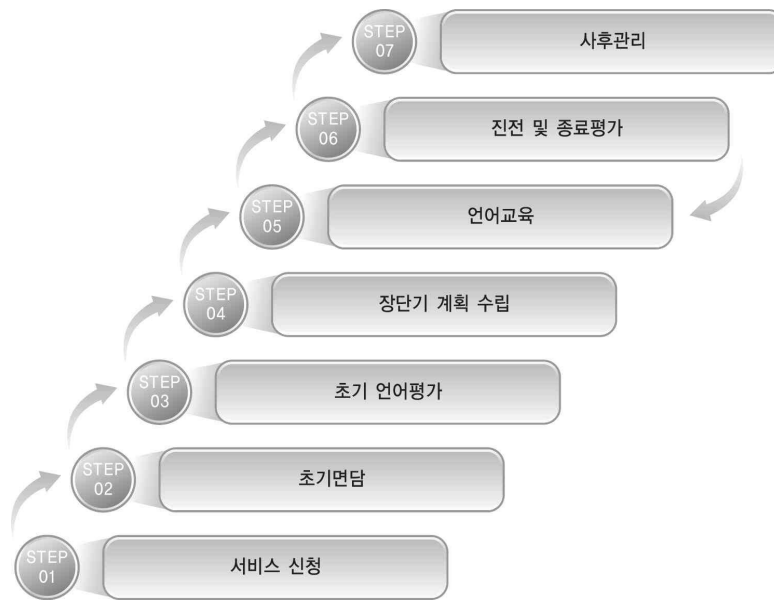 STEP
07
사후관리
STEP
06
진전 및 종료평가
STEP
05
언어교육
STEP
04
장단기 계획 수립
STEP
03
초기 언어평가
STEP
02
초기면담
STEP
01
서비스 신청